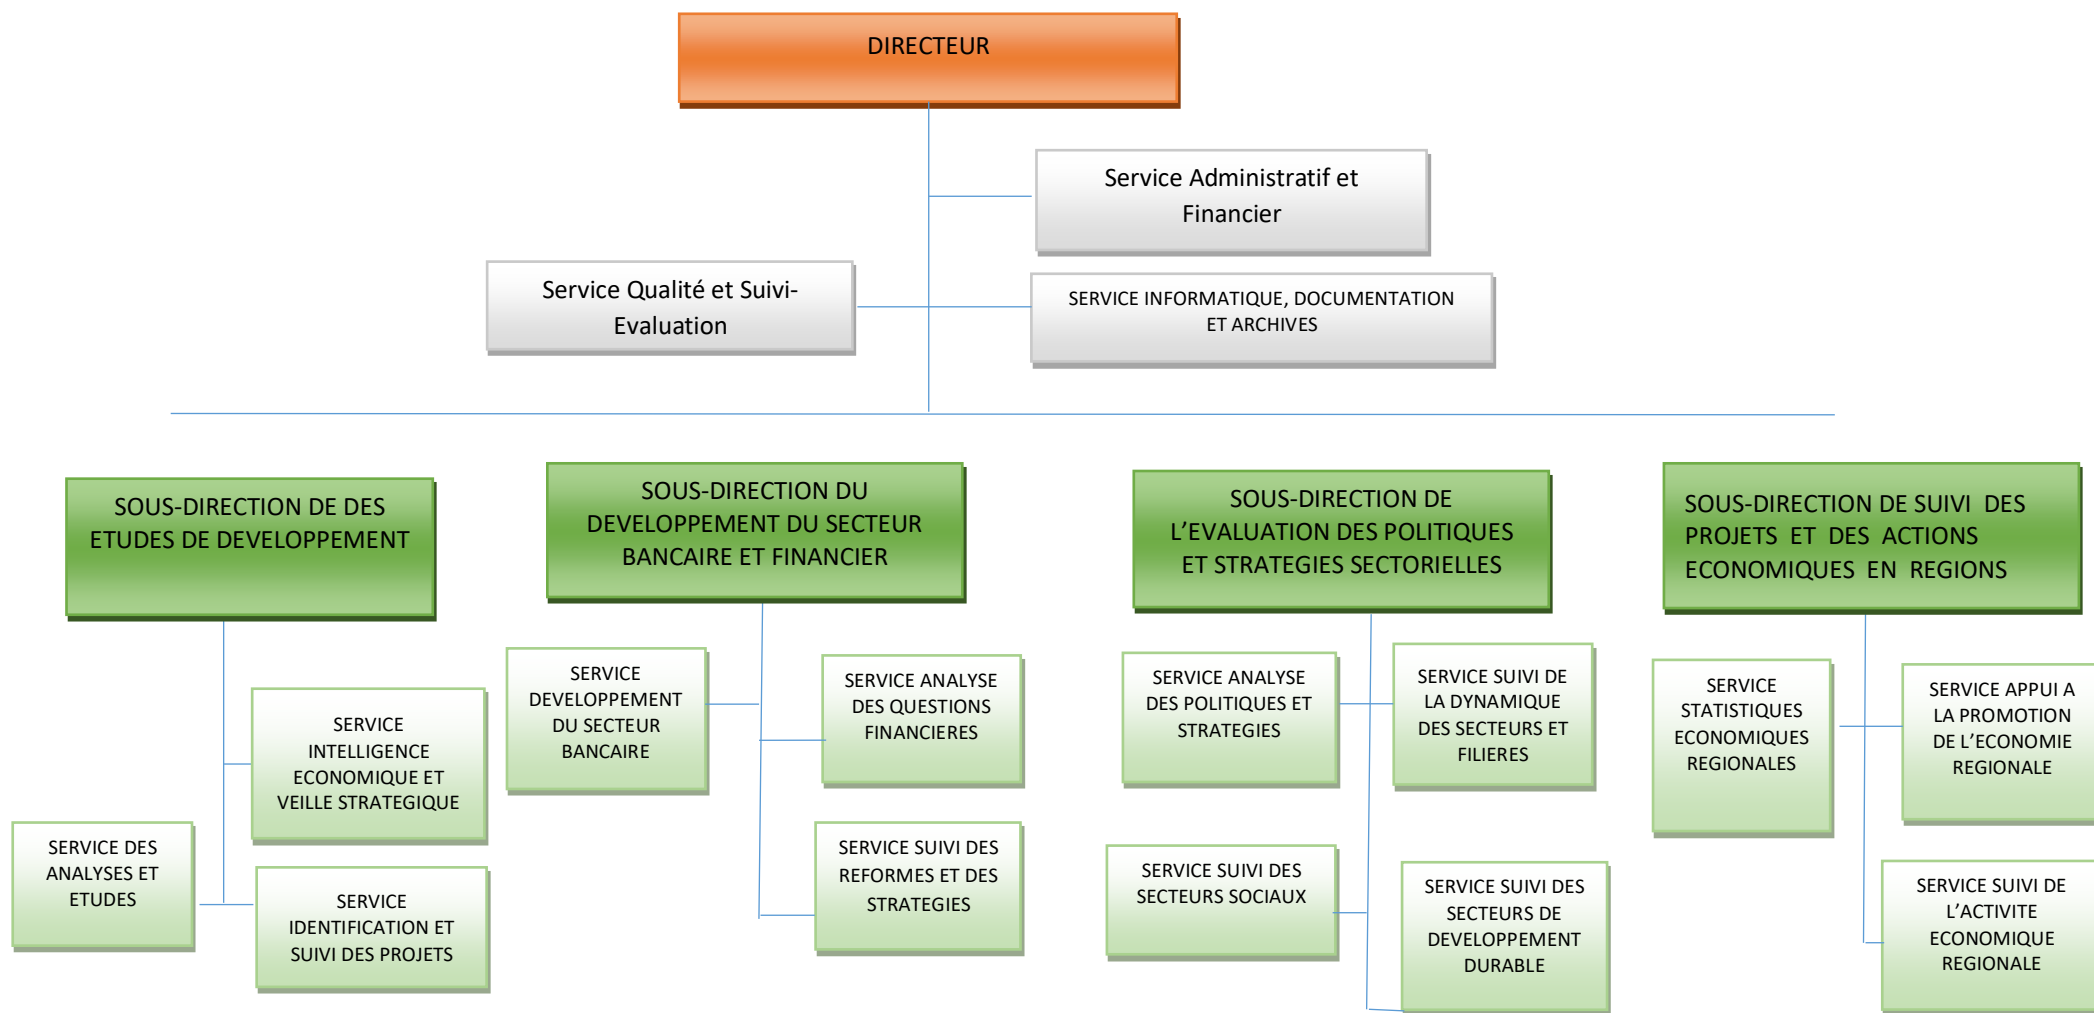 DIRECTEUR
Service Administratif et
Financier
Service Qualité et Suivi-
Evaluation
SERVICE INFORMATIQUE, DOCUMENTATION
ET ARCHIVES
SOUS-DIRECTION DE DES
ETUDES DE DEVELOPPEMENT
SOUS-DIRECTION DU
DEVELOPPEMENT DU SECTEUR
BANCAIRE ET FINANCIER
SOUS-DIRECTION DE
L’EVALUATION DES POLITIQUES
ET STRATEGIES SECTORIELLES
SOUS-DIRECTION DE SUIVI DES
PROJETS ET DES ACTIONS
ECONOMIQUES EN REGIONS
SERVICE
INTELLIGENCE
ECONOMIQUE ET
VEILLE STRATEGIQUE
SERVICE DES
ANALYSES ET
ETUDES
SERVICE
IDENTIFICATION ET
SUIVI DES PROJETS
SERVICE
DEVELOPPEMENT
DU SECTEUR
BANCAIRE
SERVICE ANALYSE
DES QUESTIONS
FINANCIERES
SERVICE SUIVI DES
REFORMES ET DES
STRATEGIES
SERVICE ANALYSE
DES POLITIQUES ET
STRATEGIES
SERVICE SUIVI DE
LA DYNAMIQUE
DES SECTEURS ET
FILIERES
SERVICE SUIVI DES
SECTEURS SOCIAUX
SERVICE SUIVI DES
SECTEURS DE
DEVELOPPEMENT
DURABLE
SERVICE
STATISTIQUES
ECONOMIQUES
REGIONALES
SERVICE APPUI A
LA PROMOTION
DE L’ECONOMIE
REGIONALE
SERVICE SUIVI DE
L’ACTIVITE
ECONOMIQUE
REGIONALE